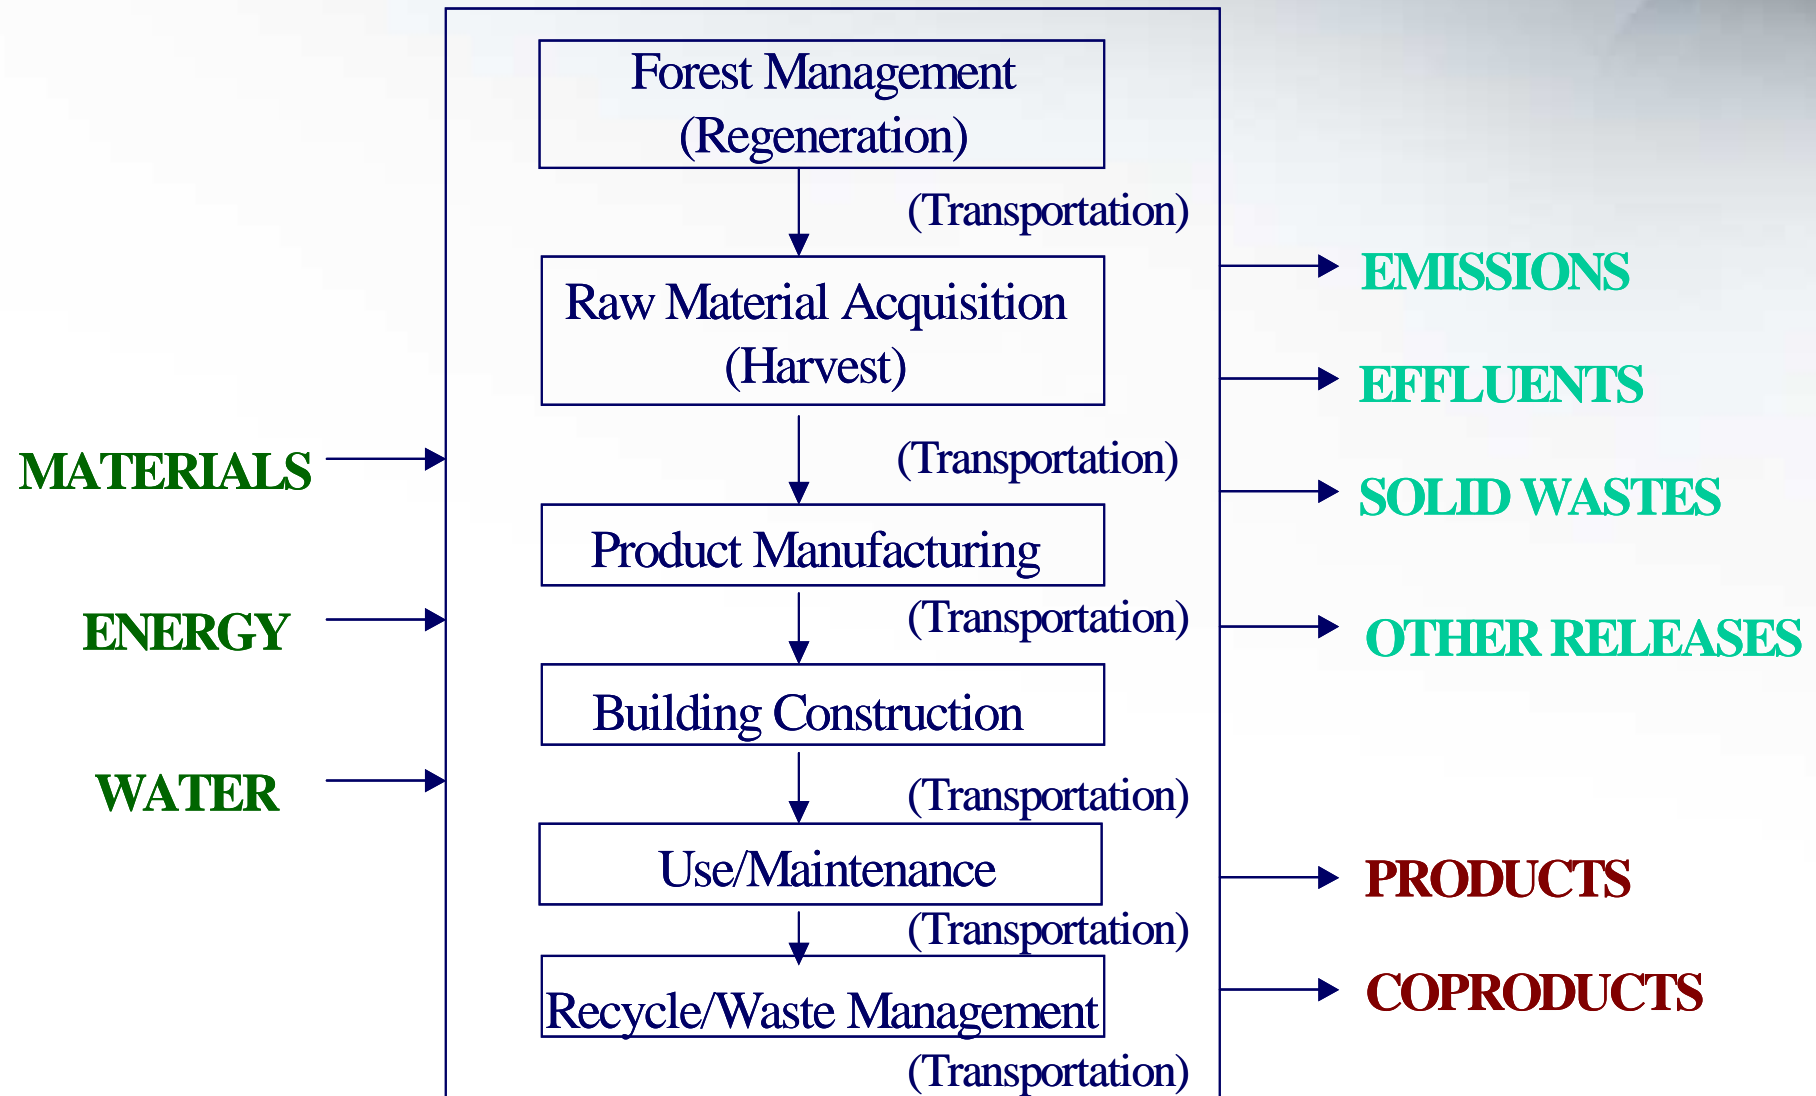 Forest Management
(Regeneration)
(Transportation)
Raw Material Acquisition
(Harvest)
(Transportation)
Product Manufacturing
(Transportation)
Building Construction
(Transportation)
Use/Maintenance
(Transportation)
Recycle/Waste Management
(Transportation)
MATERIALS
ENERGY
WATER
EMISSIONS
EFFLUENTS
SOLID WASTES
OTHER RELEASES
PRODUCTS
COPRODUCTS